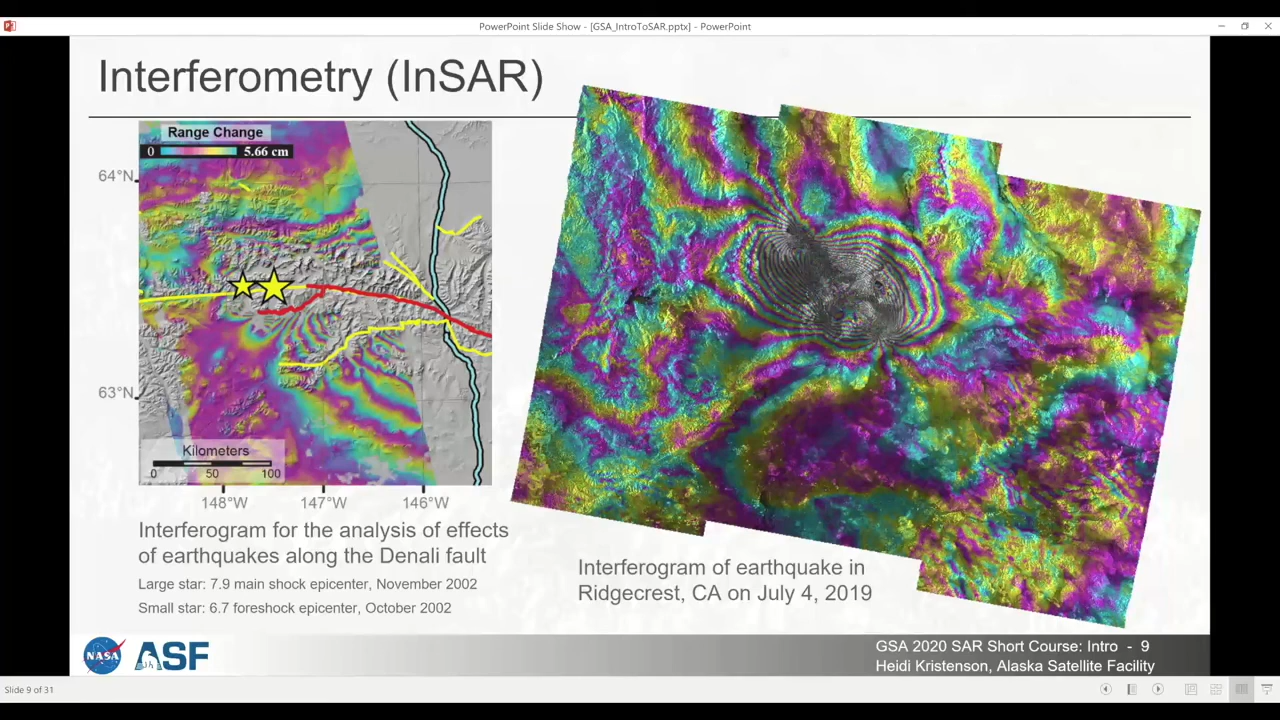 PowerPoint Slide Show - [GSA_IntroToSAR.pptx] - PowerPoint
Interferometry (InSAR)
Range Change
0 5.66 cm
64°N
63°N
Kilometers
0 50 100
148°W 147°W 146°W
Interferogram for the analysis of effects
of earthquakes along the Denali fault
Large star: 7.9 main shock epicenter, November 2002
Small star: 6.7 foreshock epicenter, October 2002
Interferogram of earthquake in
Ridgecrest, CA on July 4, 2019
NASA
ASF
GSA 2020 SAR Short Course: Intro - 9
Heidi Kristenson, Alaska Satellite Facility
Slide 9 of 31